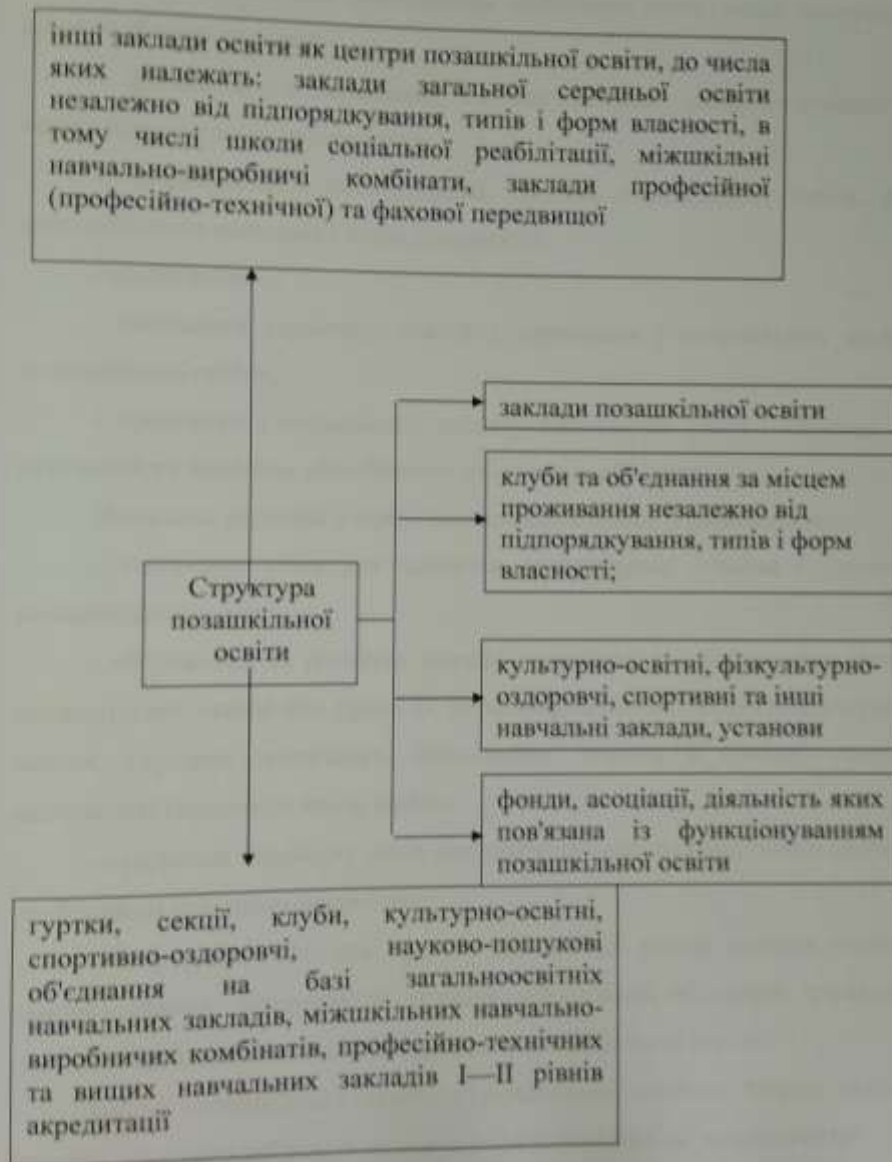 інші заклади освіти як центри позашкільної освіти, до числа
яких належать: заклади загальної середньої освіти
незалежно від підпорядкування, типів і форм власності, в
тому числі школи соціальної реабілітації, міжшкільні
навчально-виробничі комбінати, заклади професійної
(професійно-технічної) та фахової передвищої
заклади позашкільної освіти
клуби та об'єднання за місцем
проживання незалежно від
підпорядкування, типів і форм
власності;
Структура
позашкільної
освіти
культурно-освітні, фізкультурно-
оздоровчі, спортивні та інші
навчальні заклади, установи
фонди, асоціації, діяльність яких
пов'язана із функціонуванням
позашкільної освіти
гуртки, секції, клуби, культурно-освітні,
спортивно-оздоровчі, науково-пошукові
об'єднання на базі загальноосвітніх
навчальних закладів, міжшкільних навчально-
виробничих комбінатів, професійно-технічних
та вищих навчальних закладів І—ІІ рівнів
акредитації